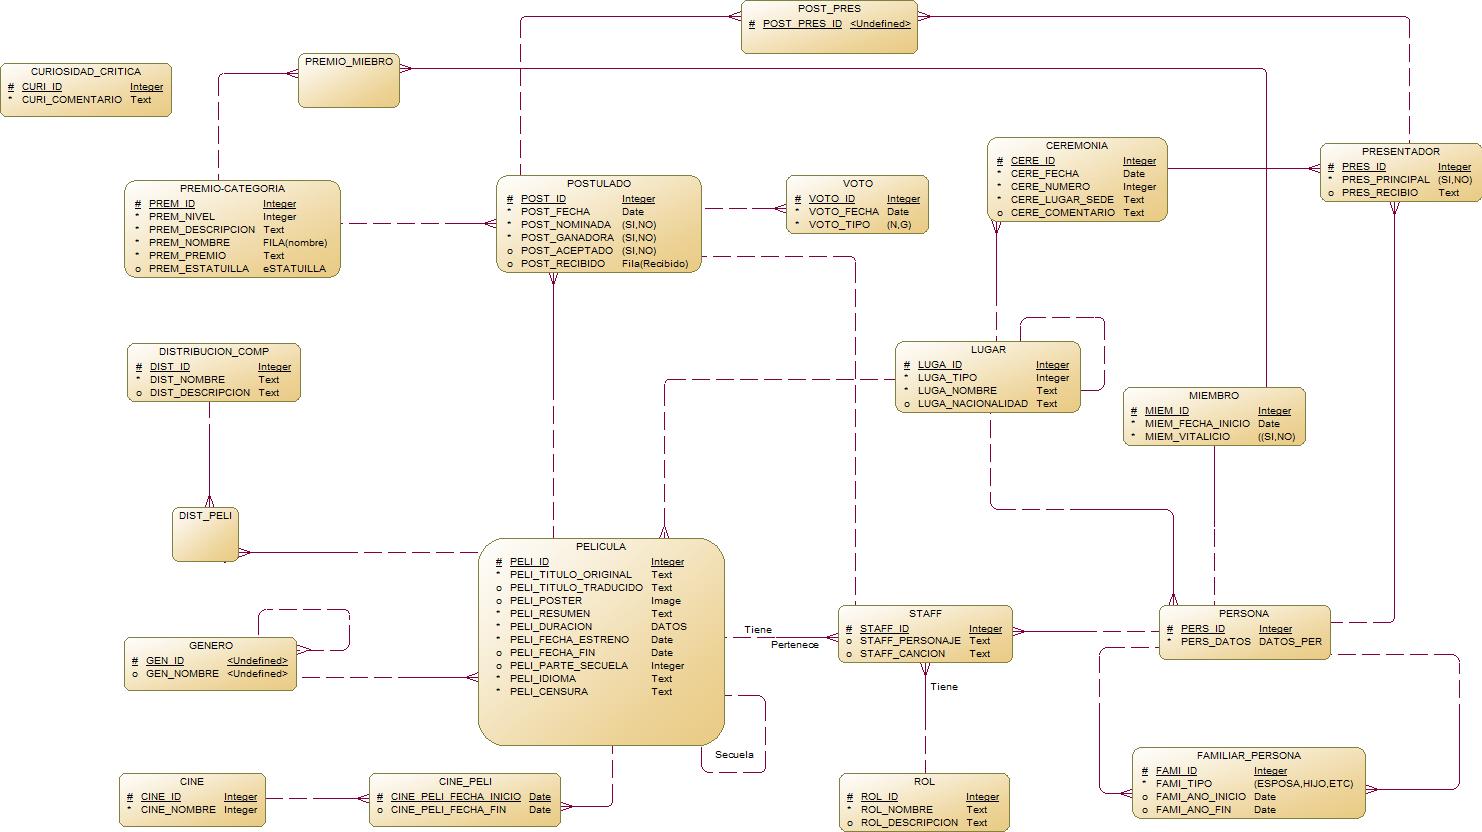 POST_PRES
# POST_PRES_ID <Undefined>
PREMIO_MIEBRO
CURIOSIDAD_CRITICA
# CURI_ID Integer
* CURI_COMENTARIO Text
CEREMONIA
# CERE_ID Integer
* CERE_FECHA Date
* CERE_NUMERO Integer
* CERE_LUGAR_SEDE Text
o CERE_COMENTARIO Text
PRESENTADOR
# PRES_ID Integer
* PRES_PRINCIPAL (SI,NO)
o PRES_RECIBIO Text
PREMIO-CATEGORIA
# PREM_ID Integer
* PREM_NIVEL Integer
* PREM_DESCRIPCION Text
* PREM_NOMBRE FILA(nombre)
* PREM_PREMIO Text
o PREM_ESTATUILLA eSTATUILLA
POSTULADO
# POST_ID Integer
* POST_FECHA Date
* POST_NOMINADA (SI,NO)
* POST_GANADORA (SI,NO)
o POST_ACEPTADO (SI,NO)
o POST_RECIBIDO Fila(Recibido)
VOTO
# VOTO_ID Integer
* VOTO_FECHA Date
* VOTO_TIPO (N,G)
DISTRIBUCION_COMP
# DIST_ID Integer
* DIST_NOMBRE Text
o DIST_DESCRIPCION Text
LUGAR
# LUGA_ID Integer
* LUGA_TIPO Integer
* LUGA_NOMBRE Text
o LUGA_NACIONALIDAD Text
MIEMBRO
# MIEM_ID Integer
* MIEM_FECHA_INICIO Date
* MIEM_VITALICIO ((SI,NO)
DIST_PELI
PELICULA
# PELI_ID Integer
* PELI_TITULO_ORIGINAL Text
o PELI_TITULO_TRADUCIDO Text
o PELI_POSTER Image
* PELI_RESUMEN Text
* PELI_DURACION DATOS
* PELI_FECHA_ESTRENO Date
o PELI_FECHA_FIN Date
o PELI_PARTE_SECUELA Integer
* PELI_IDIOMA Text
* PELI_CENSURA Text
Secuela
Tiene
Pertenece
STAFF
# STAFF_ID Integer
o STAFF_PERSONAJE Text
o STAFF_CANCION Text
Tiene
PERSONA
# PERS_ID Integer
* PERS_DATOS DATOS_PER
GENERO
# GEN_ID <Undefined>
o GEN_NOMBRE <Undefined>
CINE
# CINE_ID Integer
* CINE_NOMBRE Integer
CINE_PELI
# CINE_PELI_FECHA_INICIO Date
o CINE_PELI_FECHA_FIN Date
ROL
# ROL_ID Integer
* ROL_NOMBRE Text
o ROL_DESCRIPCION Text
FAMILIAR_PERSONA
# FAMI_ID Integer
* FAMI_TIPO (ESPOSA,HIJO,ETC)
o FAMI_ANO_INICIO Date
o FAMI_ANO_FIN Date